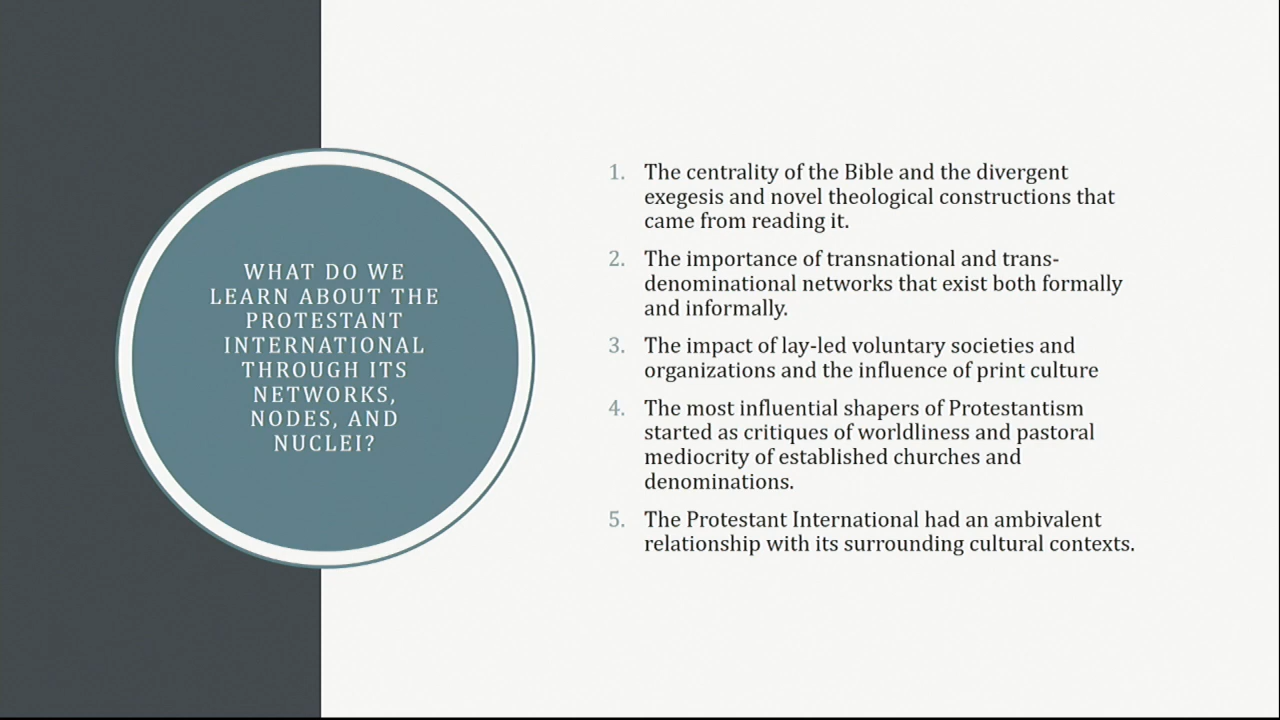 WHAT DO WE
LEARN ABOUT THE
PROTESTANT
INTERNATIONAL
THROUGH ITS
NETWORKS,
NODES, AND
NUCLEI?
1. The centrality of the Bible and the divergent
exegesis and novel theological constructions that
came from reading it.
2. The importance of transnational and trans-
denominational networks that exist both formally
and informally.
3. The impact of lay-led voluntary societies and
organizations and the influence of print culture
4. The most influential shapers of Protestantism
started as critiques of worldliness and pastoral
mediocrity of established churches and
denominations.
5. The Protestant International had an ambivalent
relationship with its surrounding cultural contexts.